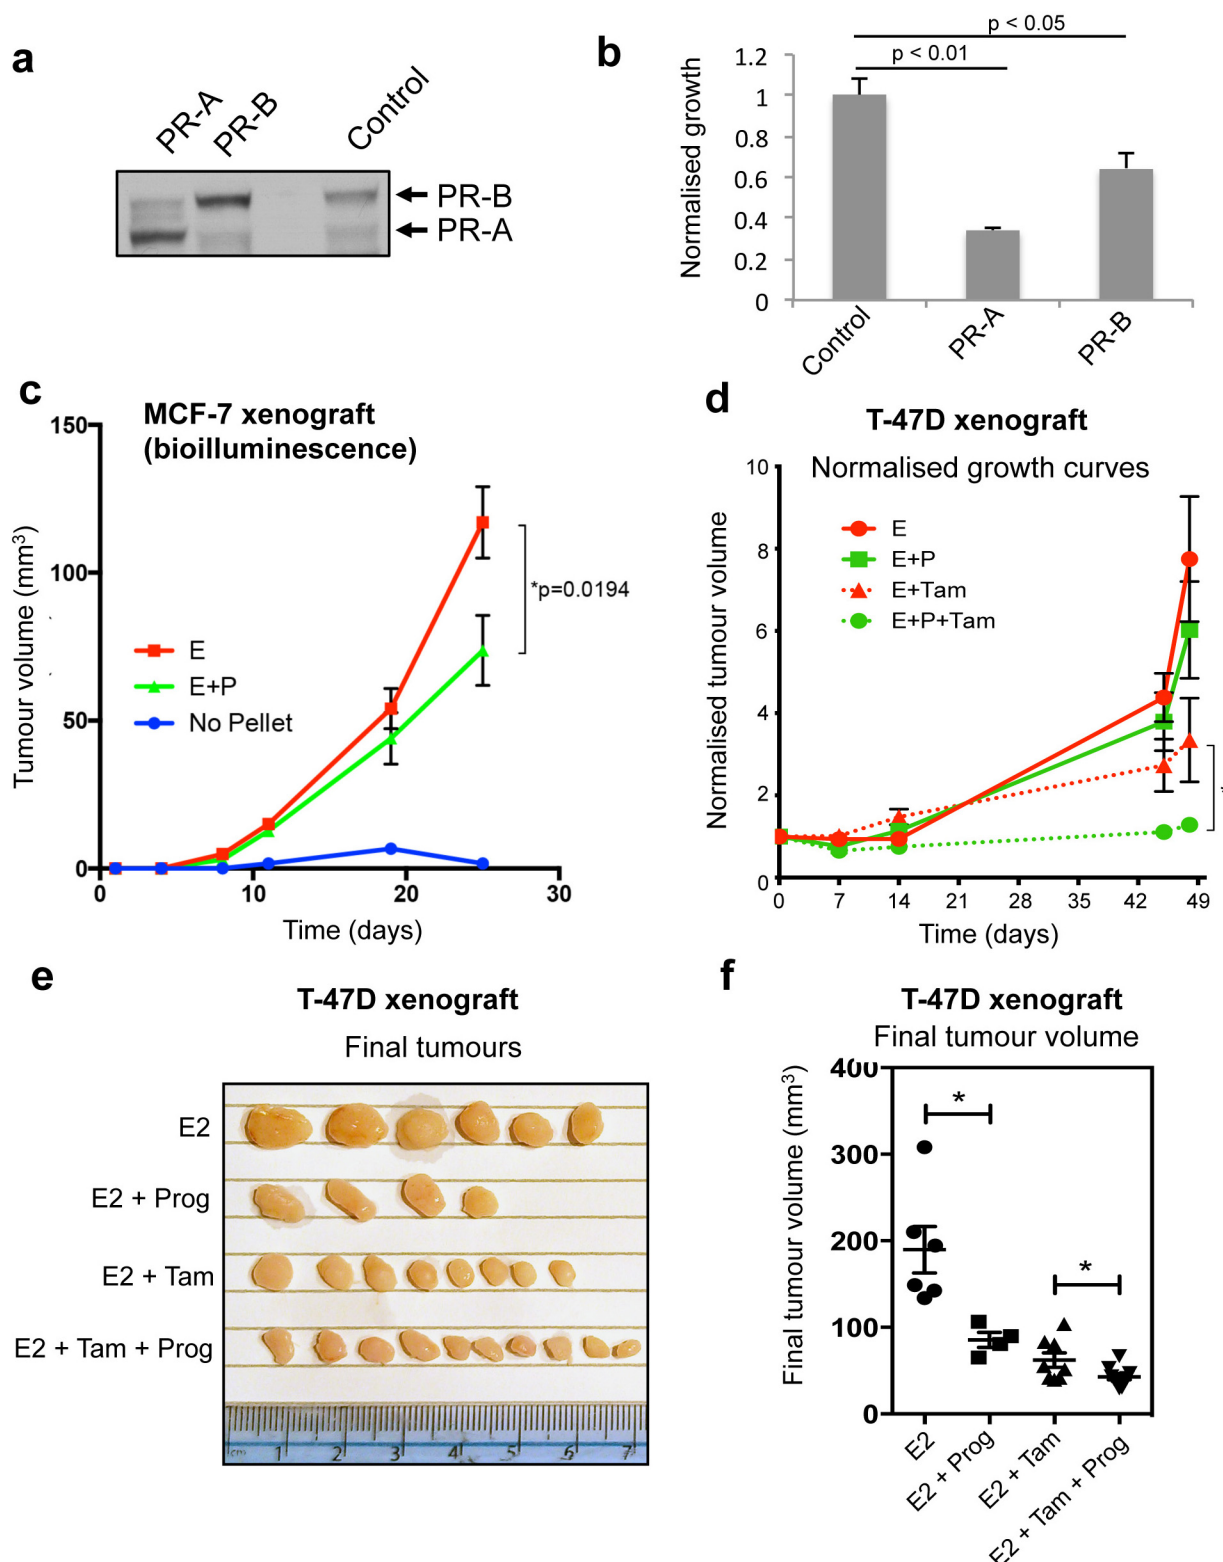 a
PR-A
PR-B
Control
PR-B
PR-A
b
p < 0.05
p < 0.01
Normalised growth
1.2
1
0.8
0.6
0.4
0.2
0
Control
PR-A
PR-B
c
MCF-7 xenograft
(bioilluminescence)
Tumour volume (mm³)
150
100
50
0
E
E+P
No Pellet
*p=0.0194
0
10
20
30
Time (days)
d
T-47D xenograft
Normalised growth curves
Normalised tumour volume
10
8
6
4
2
0
E
E+P
E+Tam
E+P+Tam
*
0 7 14 21 28 35 42 49
Time (days)
e
T-47D xenograft
Final tumours
E2
E2 + Prog
E2 + Tam
E2 + Tam + Prog
cm 1 2 3 4 5 6 7
f
T-47D xenograft
Final tumour volume
Final tumour volume (mm³)
400
300
200
100
0
*
*
E2
E2 + Prog
E2 + Tam
E2 + Tam + Prog